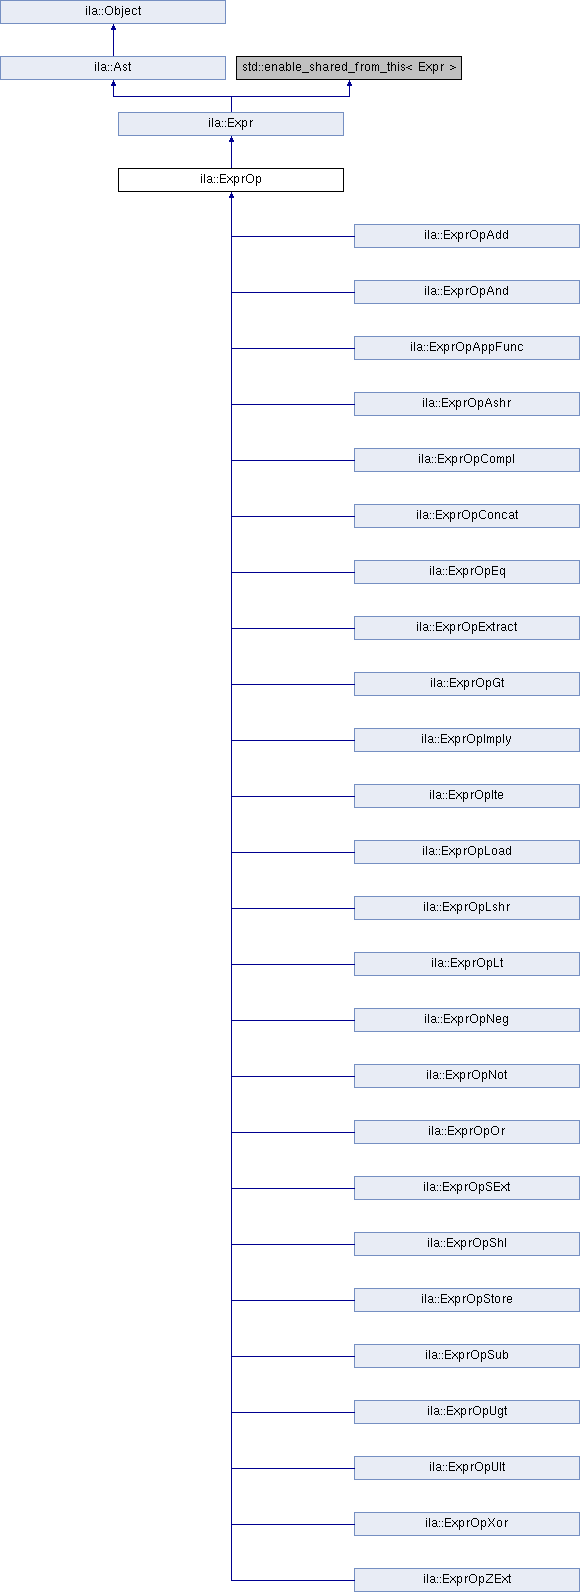 ila::Object
ila::Ast
std::enable_shared_from_this< Expr >
ila::Expr
ila::ExprOp
ila::ExprOpAdd
ila::ExprOpAnd
ila::ExprOpAppFunc
ila::ExprOpAshr
ila::ExprOpCompl
ila::ExprOpConcat
ila::ExprOpEq
ila::ExprOpExtract
ila::ExprOpGt
ila::ExprOpImply
ila::ExprOpIte
ila::ExprOpLoad
ila::ExprOpLshr
ila::ExprOpLt
ila::ExprOpNeg
ila::ExprOpNot
ila::ExprOpOr
ila::ExprOpSExt
ila::ExprOpShl
ila::ExprOpStore
ila::ExprOpSub
ila::ExprOpUgt
ila::ExprOpUlt
ila::ExprOpXor
ila::ExprOpZExt